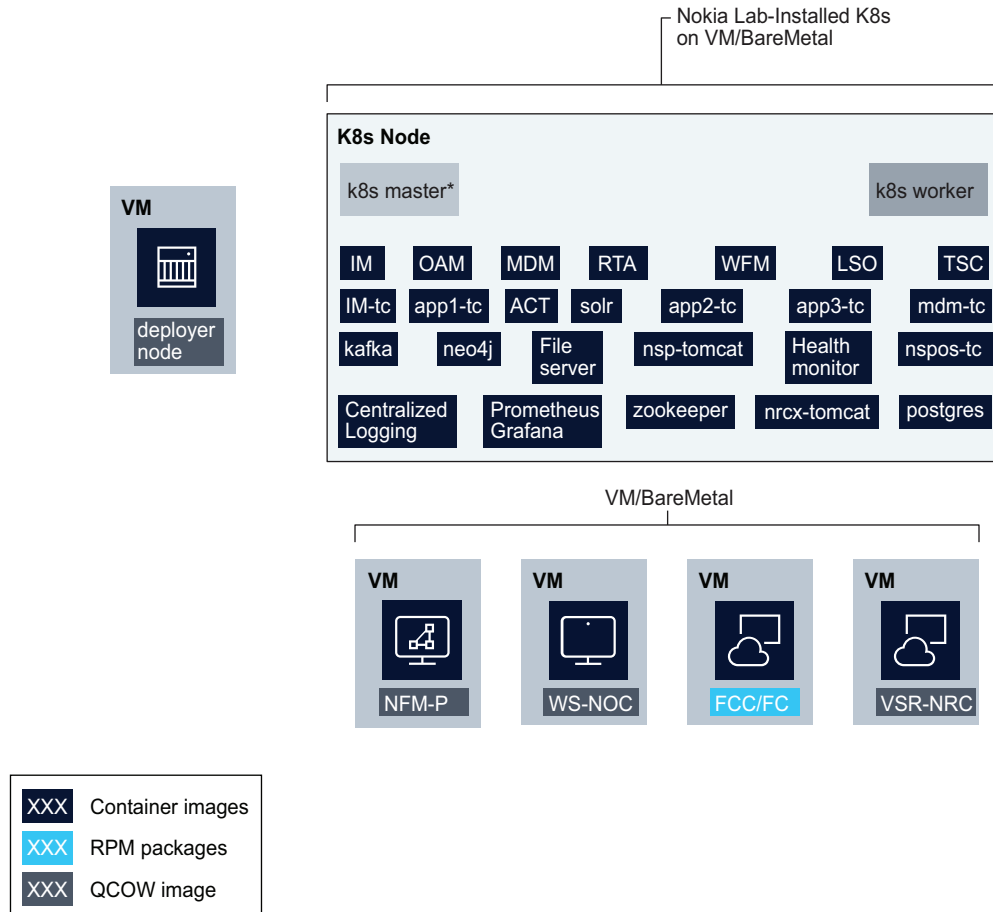 Nokia Lab-Installed K8s
on VM/BareMetal
K8s Node
k8s master*
k8s worker
VM
deployer
node
IM OAM MDM RTA WFM LSO TSC
IM-tc app1-tc ACT solr app2-tc app3-tc mdm-tc
kafka neo4j File
server nsp-tomcat Health
monitor nspos-tc
Centralized
Logging Prometheus
Grafana zookeeper nrcx-tomcat postgres
VM/BareMetal
VM VM VM VM
NFM-P WS-NOC FCC/FC VSR-NRC
XXX Container images
XXX RPM packages
XXX QCOW image